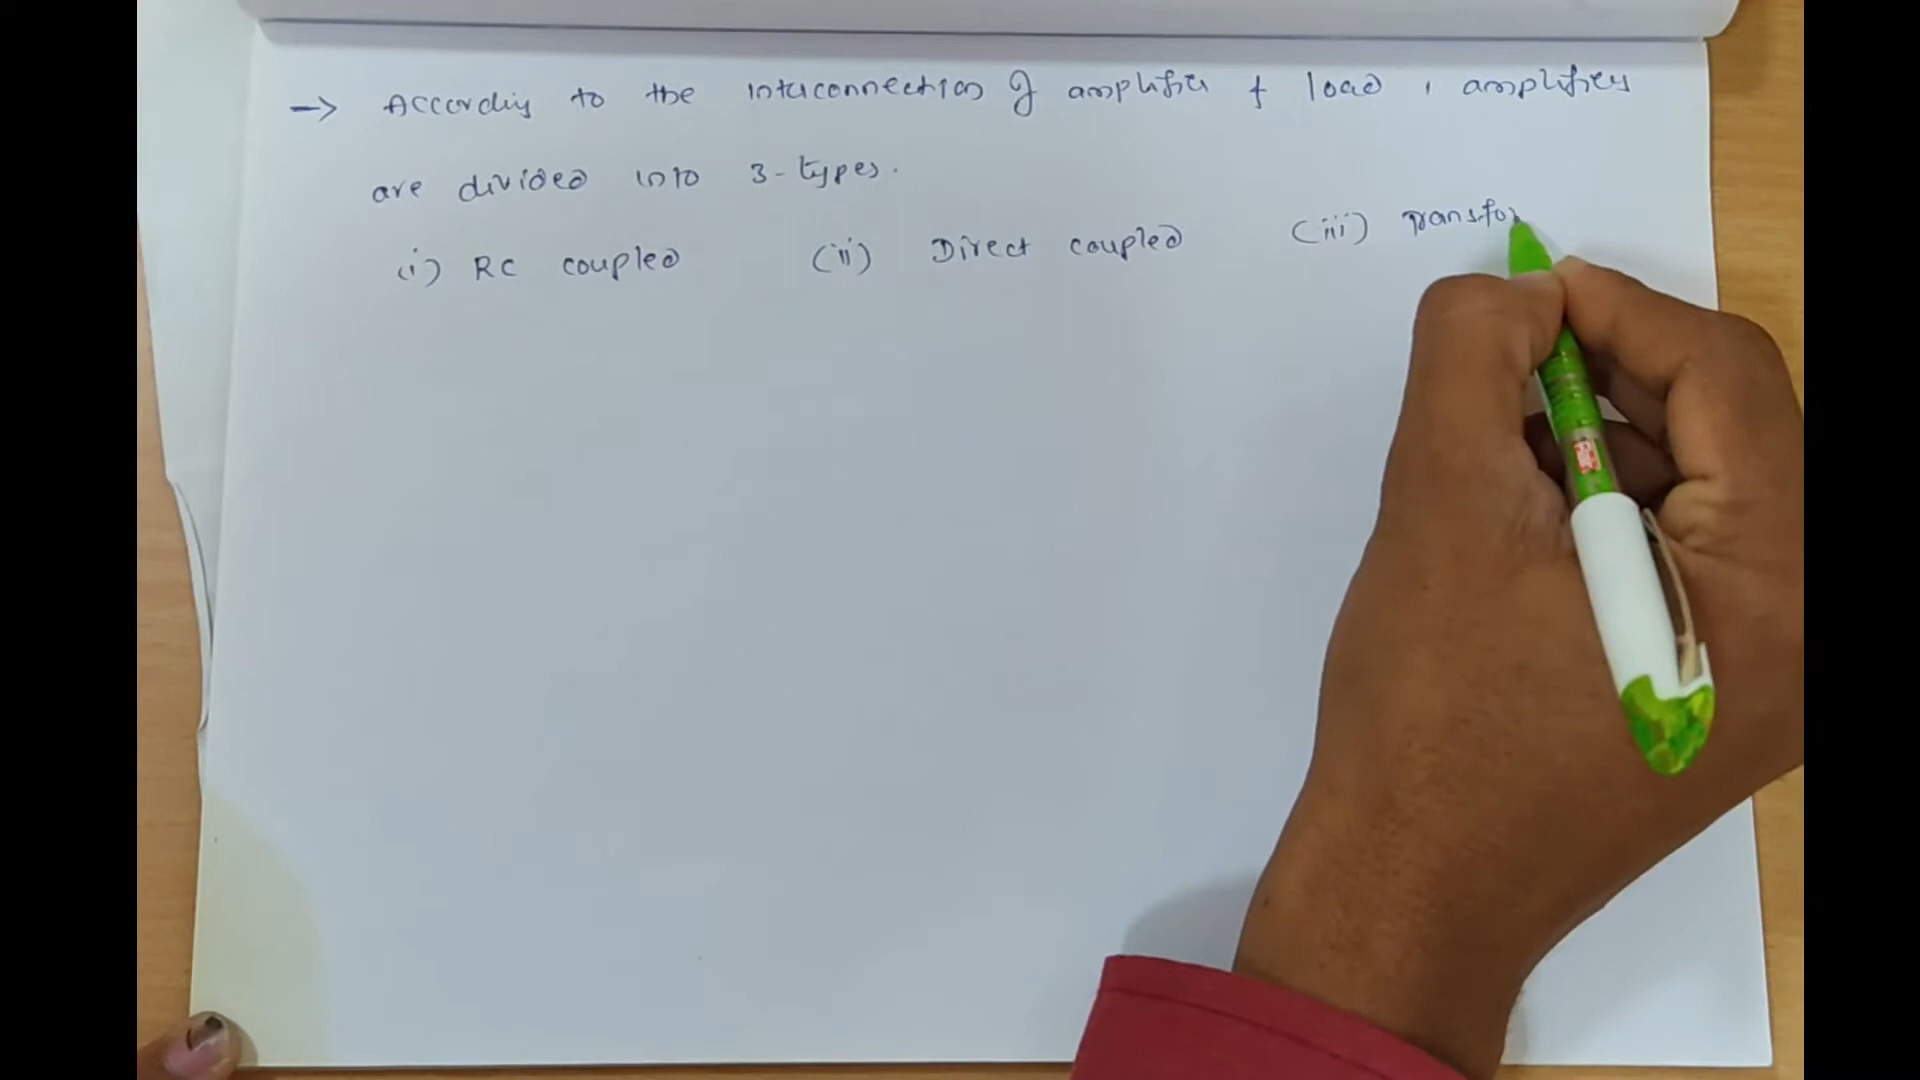 → According to the interconnection of amplifier & load, amplifiers
are divided into 3-types.
(i) RC coupled (ii) Direct coupled (iii) Transfor